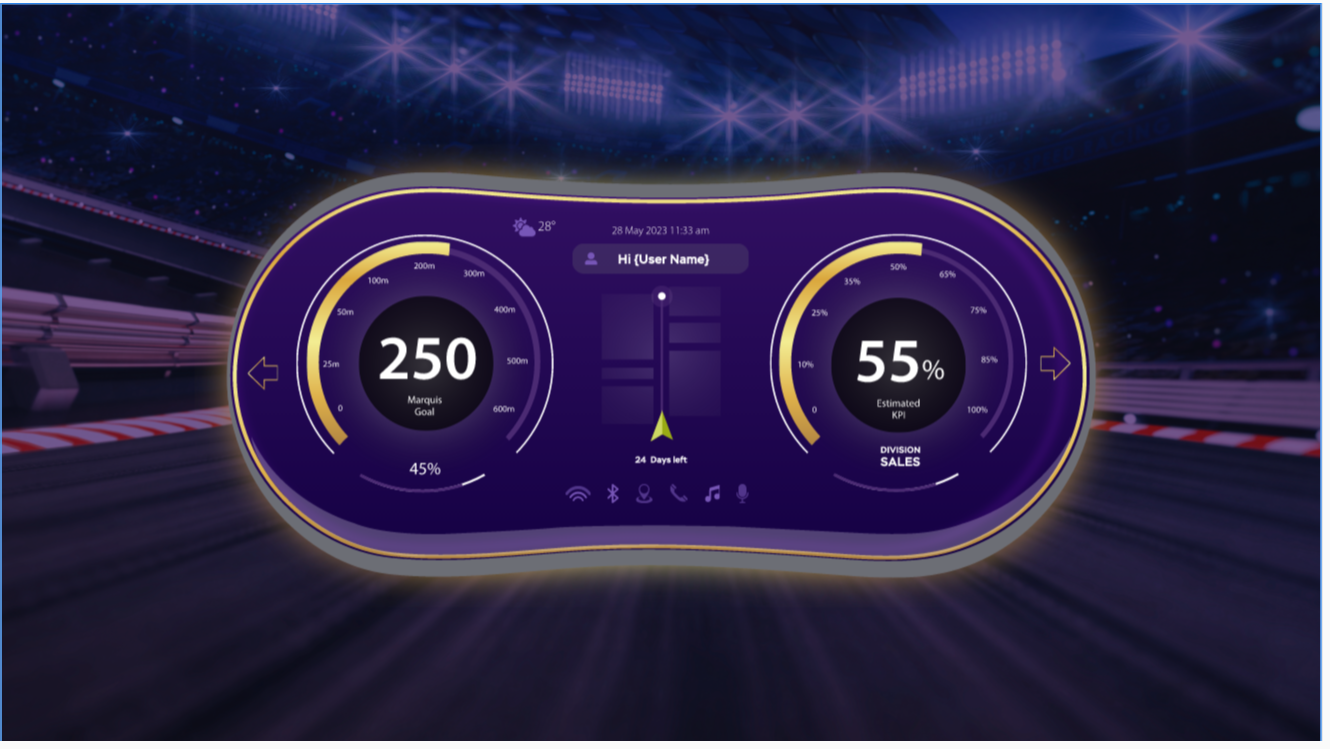 28°
28 May 2023 11:33 am
Hi {User Name}
0
25m
50m
100m
200m
300m
400m
500m
600m
250
Marquis
Goal
45%
24 Days left
0
10%
25%
35%
50%
65%
75%
85%
100%
55%
Estimated
KPI
DIVISION
SALES